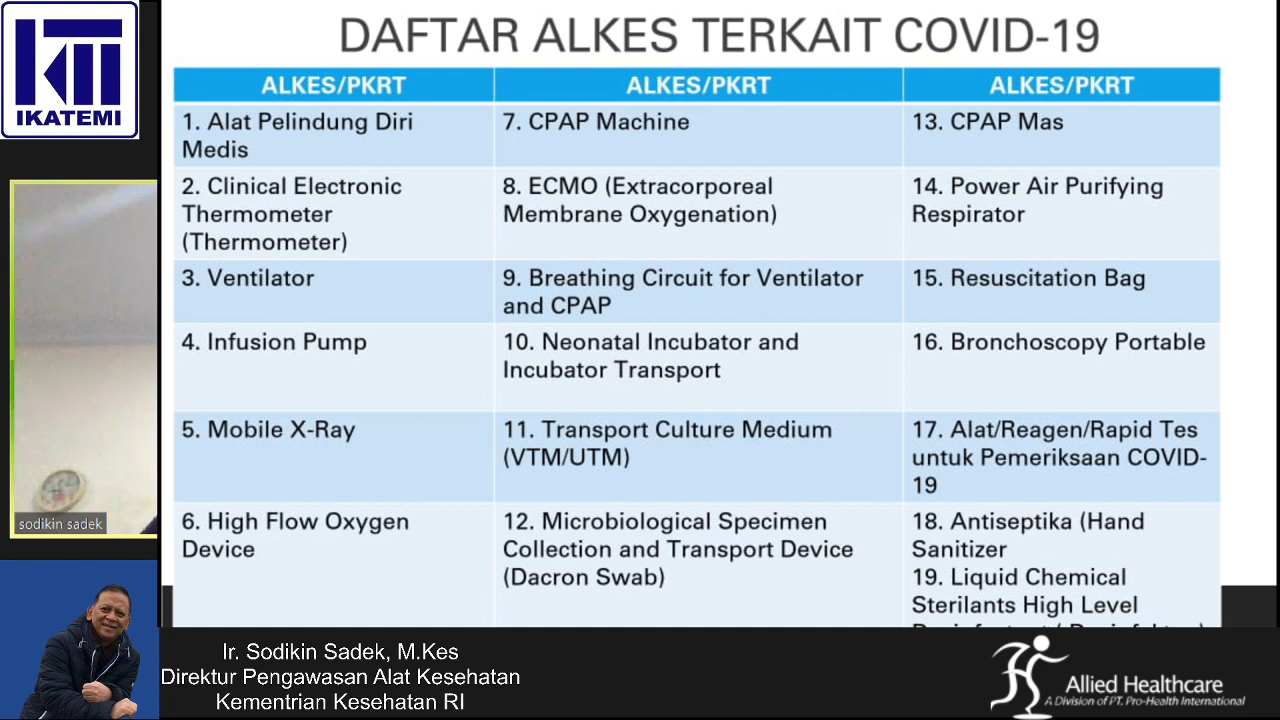 KTI
IKATEMI
DAFTAR ALKES TERKAIT COVID-19
ALKES/PKRT
ALKES/PKRT
ALKES/PKRT
1. Alat Pelindung Diri
Medis
7. CPAP Machine
13. CPAP Mas
2. Clinical Electronic
Thermometer
(Thermometer)
8. ECMO (Extracorporeal
Membrane Oxygenation)
14. Power Air Purifying
Respirator
3. Ventilator
9. Breathing Circuit for Ventilator
and CPAP
15. Resuscitation Bag
4. Infusion Pump
10. Neonatal Incubator and
Incubator Transport
16. Bronchoscopy Portable
5. Mobile X-Ray
11. Transport Culture Medium
(VTM/UTM)
17. Alat/Reagen/Rapid Tes
untuk Pemeriksaan COVID-
19
6. High Flow Oxygen
Device
12. Microbiological Specimen
Collection and Transport Device
(Dacron Swab)
18. Antiseptika (Hand
Sanitizer
19. Liquid Chemical
Sterilants High Level
sodikin sadek
Ir. Sodikin Sadek, M.Kes
Direktur Pengawasan Alat Kesehatan
Kementrian Kesehatan RI
Allied Healthcare
A Division of PT. Pro-Health International